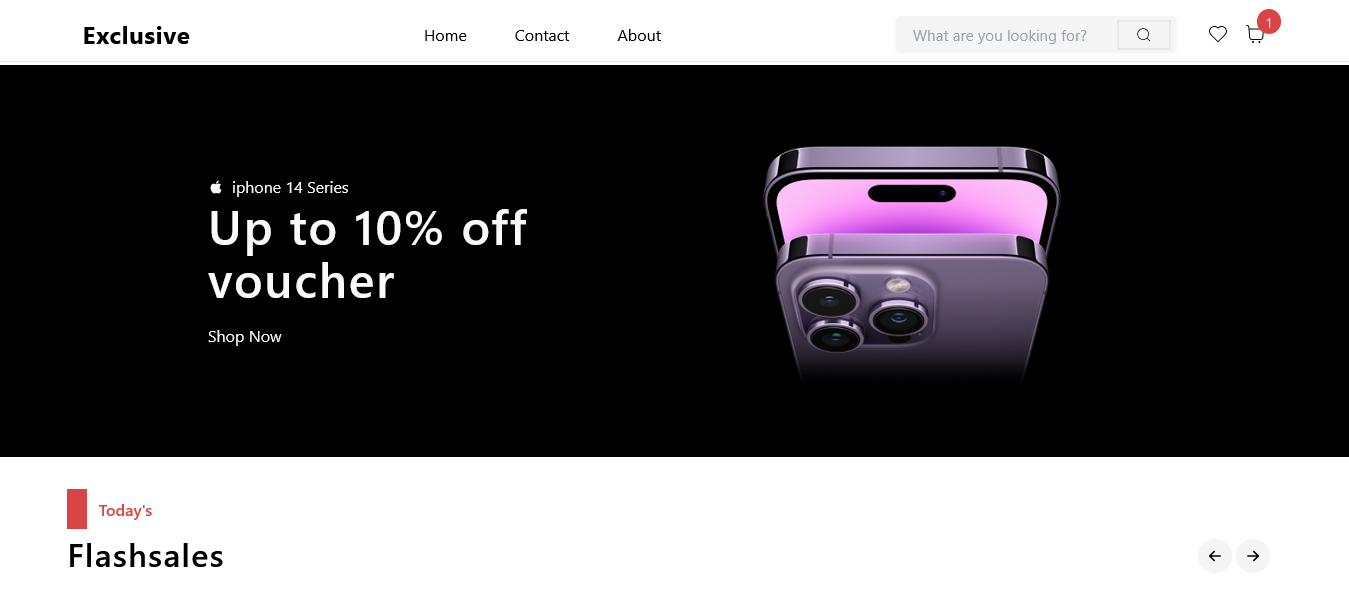 Exclusive
Home
Contact
About
What are you looking for?
1
iphone 14 Series
Up to 10% off
voucher
Shop Now
Today's
Flashsales